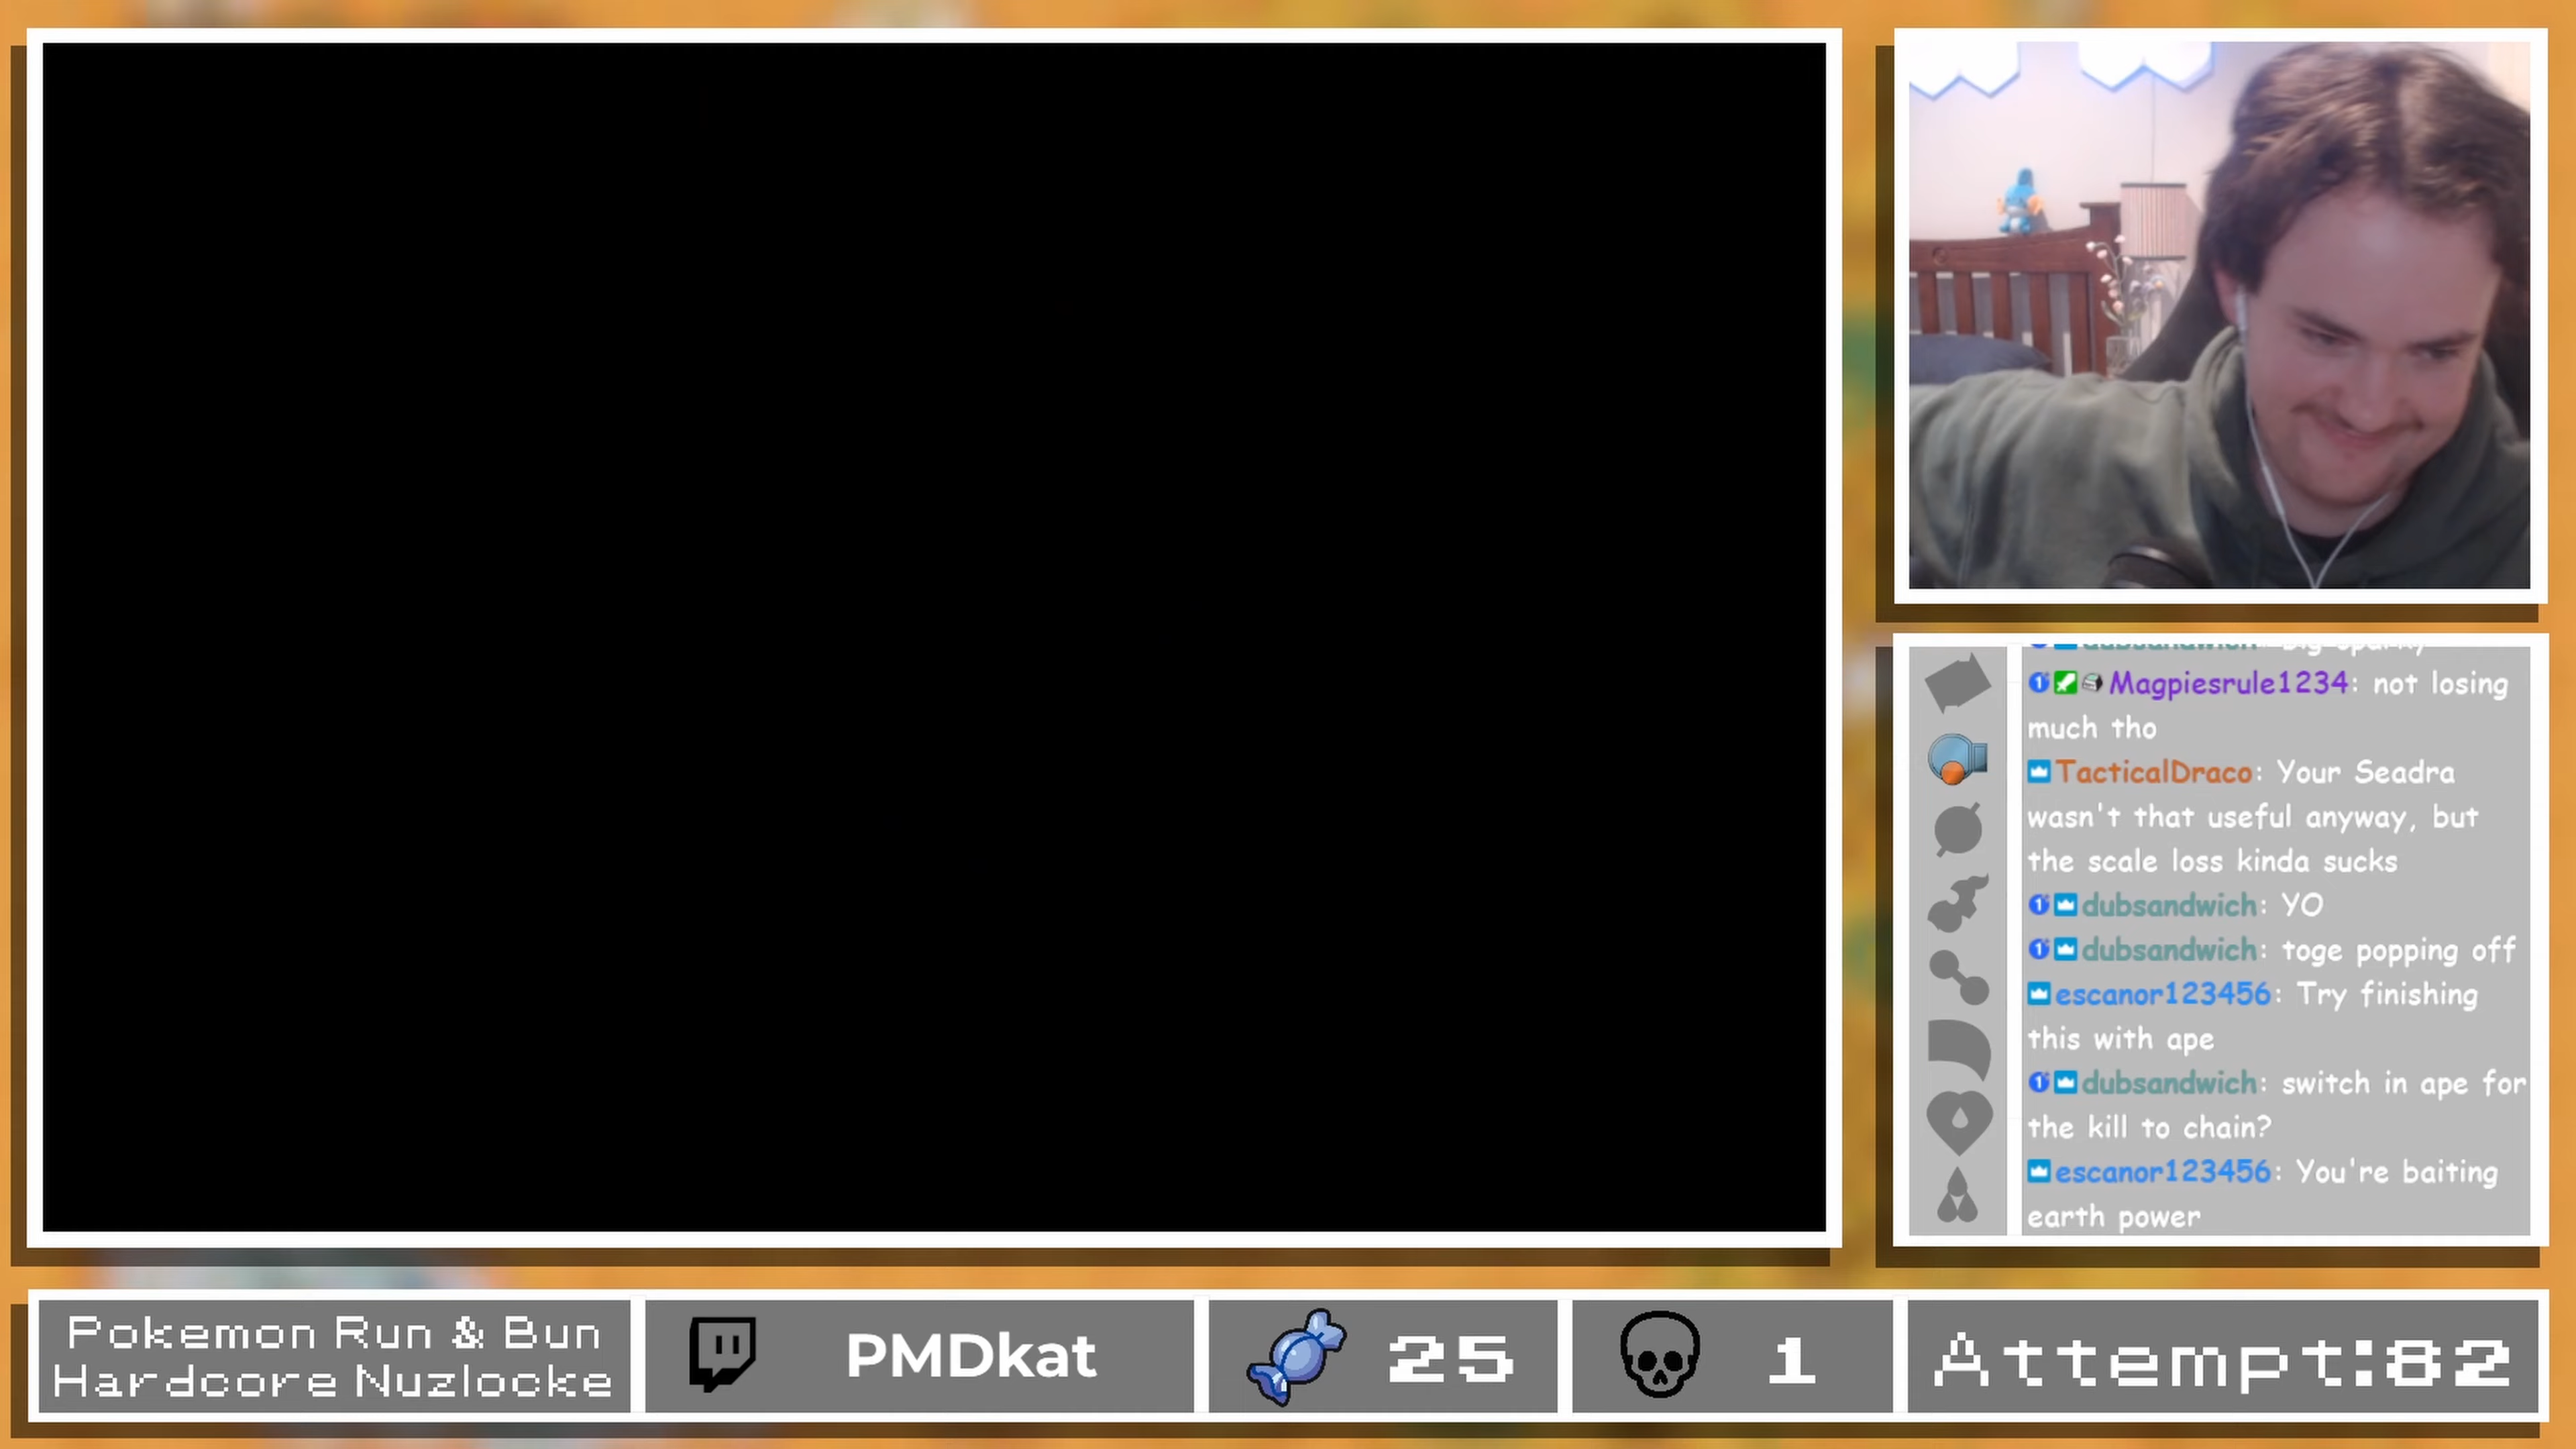 Magpiesrule1234: not losing
much tho
TacticalDraco: Your Seadra
wasn't that useful anyway, but
the scale loss kinda sucks
dubsandwich: YO
dubsandwich: toge popping off
escanor123456: Try finishing
this with ape
dubsandwich: switch in ape for
the kill to chain?
escanor123456: You're baiting
earth power
Pokemon Run & Bun
Hardcore Nuzlocke
PMDkat
25
1
Attempt:82